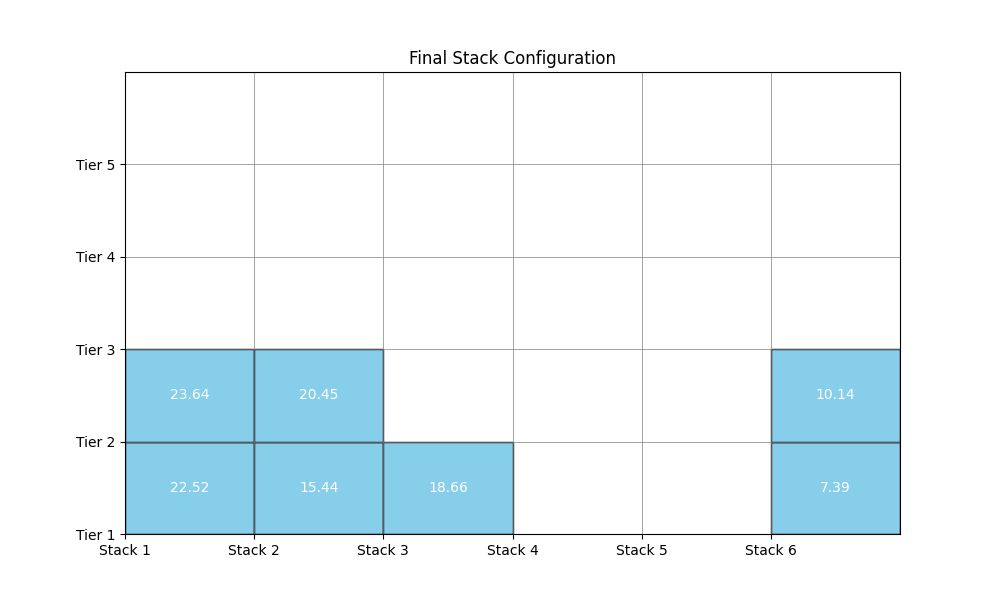 Final Stack Configuration
Tier 5
Tier 4
Tier 3
23.64 20.45 10.14
Tier 2
22.52 15.44 18.66 7.39
Tier 1
Stack 1 Stack 2 Stack 3 Stack 4 Stack 5 Stack 6